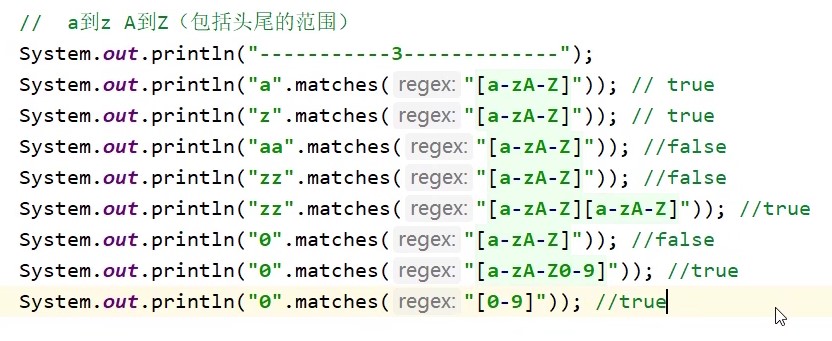 //  a到z A到Z（包括头尾的范围）
System.out.println("-----------3-------------");
System.out.println("a".matches( regex: "[a-zA-Z]")); // true
System.out.println("z".matches( regex: "[a-zA-Z]")); // true
System.out.println("aa".matches( regex: "[a-zA-Z]")); //false
System.out.println("zz".matches( regex: "[a-zA-Z]")); //false
System.out.println("zz".matches( regex: "[a-zA-Z][a-zA-Z]")); //true
System.out.println("0".matches( regex: "[a-zA-Z]")); //false
System.out.println("0".matches( regex: "[a-zA-Z0-9]")); //true
System.out.println("0".matches( regex: "[0-9]")); //true